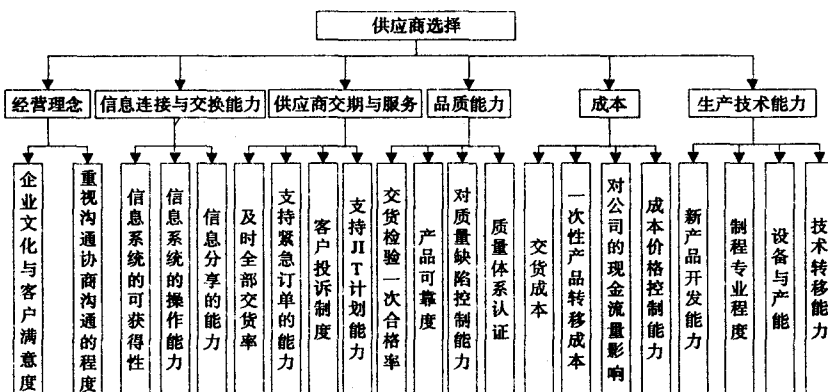 供应商选择
经营理念
信息连接与交换能力
供应商交期与服务
品质能力
成本
生产技术能力
企业文化与客户满意度
重视沟通协商沟通的程度
信息系统的可获得性
信息系统的操作能力
信息分享的能力
及时全部交货率
支持紧急订单的能力
客户投诉制度
支持JIT计划能力
交货检验一次合格率
产品可靠度
对质量缺陷控制能力
质量体系认证
交货成本
一次性产品转移成本
对公司的现金流量影响
成本价格控制能力
新产品开发能力
制程专业程度
设备与产能
技术转移能力